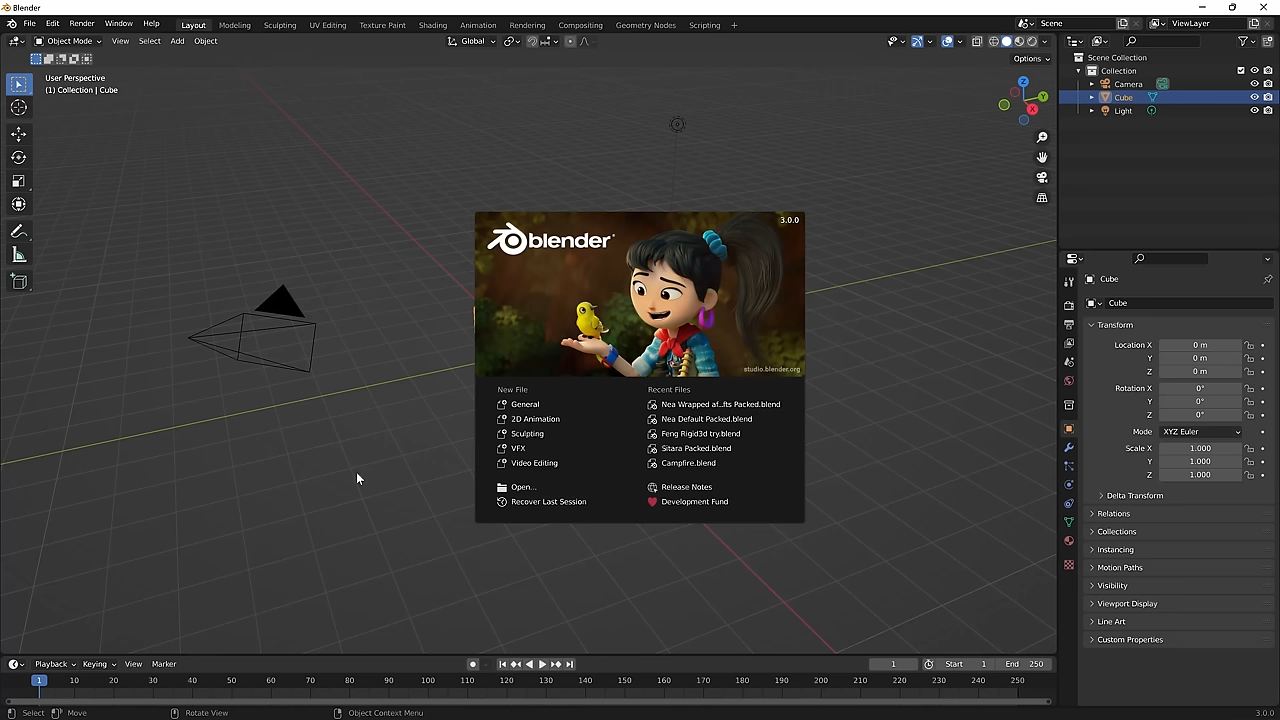 Blender
File Edit Render Window Help Layout Modeling Sculpting UV Editing Texture Paint Shading Animation Rendering Compositing Geometry Nodes Scripting + Scene ViewLayer
Object Mode View Select Add Object Global
Options
User Perspective
(1) Collection | Cube
Z
Y
X
Scene Collection
Collection
Camera
Cube
Light
3.0.0
blender
studio.blender.org
New File Recent Files
General Nea Wrapped af...fts Packed.blend
2D Animation Nea Default Packed.blend
Sculpting Feng Rigid3d try.blend
VFX Sitara Packed.blend
Video Editing Campfire.blend
Open... Release Notes
Recover Last Session Development Fund
Cube
Cube
Transform
Location X 0 m
Y 0 m
Z 0 m
Rotation X 0°
Y 0°
Z 0°
Mode XYZ Euler
Scale X 1.000
Y 1.000
Z 1.000
Delta Transform
Relations
Collections
Instancing
Motion Paths
Visibility
Viewport Display
Line Art
Custom Properties
Playback Keying View Marker 1 Start 1 End 250
1 10 20 30 40 50 60 70 80 90 100 110 120 130 140 150 160 170 180 190 200 210 220 230 240 250
Select Move Rotate View Object Context Menu 3.0.0